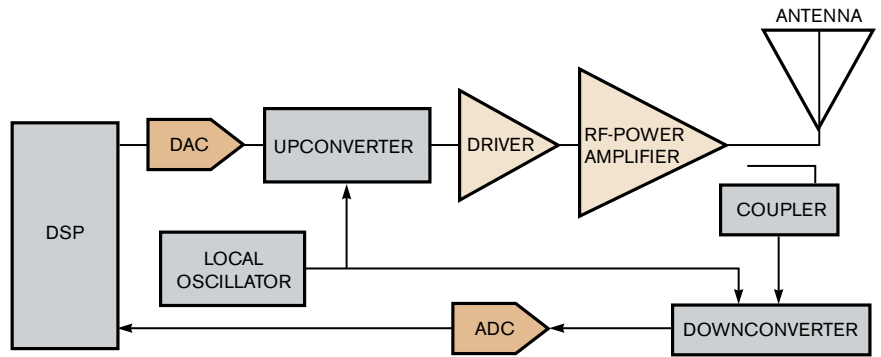 ANTENNA
DAC
UPCONVERTER
DRIVER
RF-POWER
AMPLIFIER
COUPLER
DSP
LOCAL
OSCILLATOR
ADC
DOWNCONVERTER